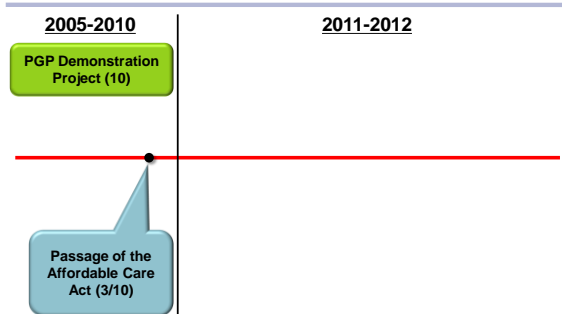 2005-2010
2011-2012
PGP Demonstration
Project (10)
Passage of the
Affordable Care
Act (3/10)